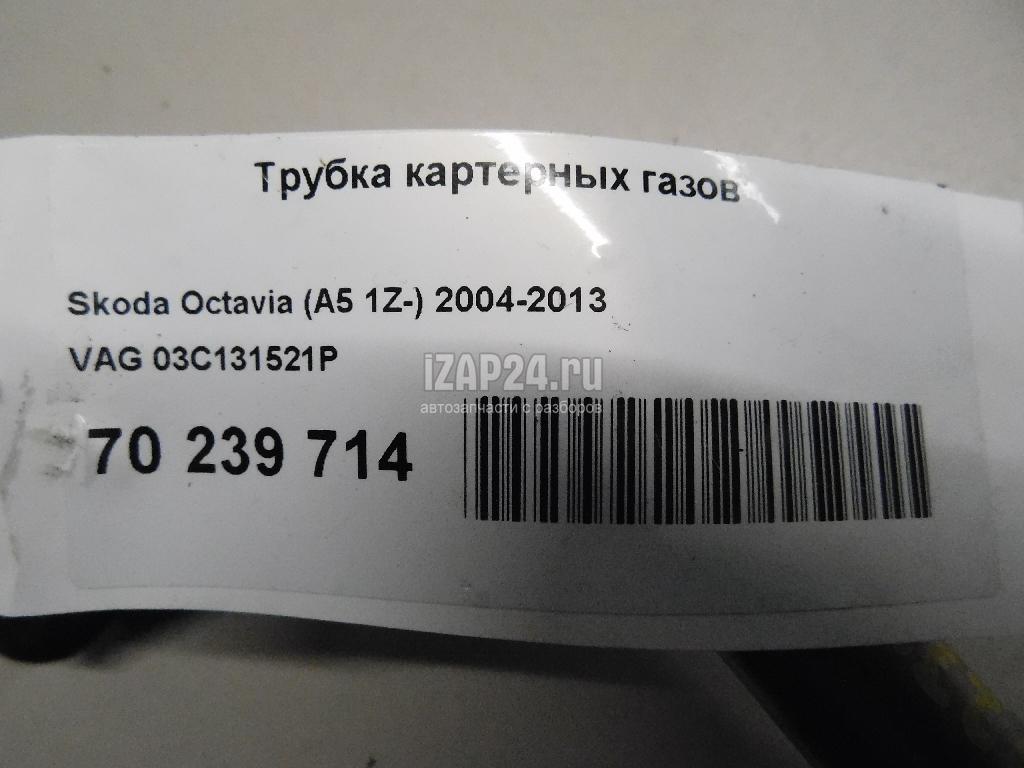 Трубка картерных газов
Skoda Octavia (A5 1Z-) 2004-2013
VAG 03C131521P
iZAP24.ru
автозапчасти с разборов
70 239 714